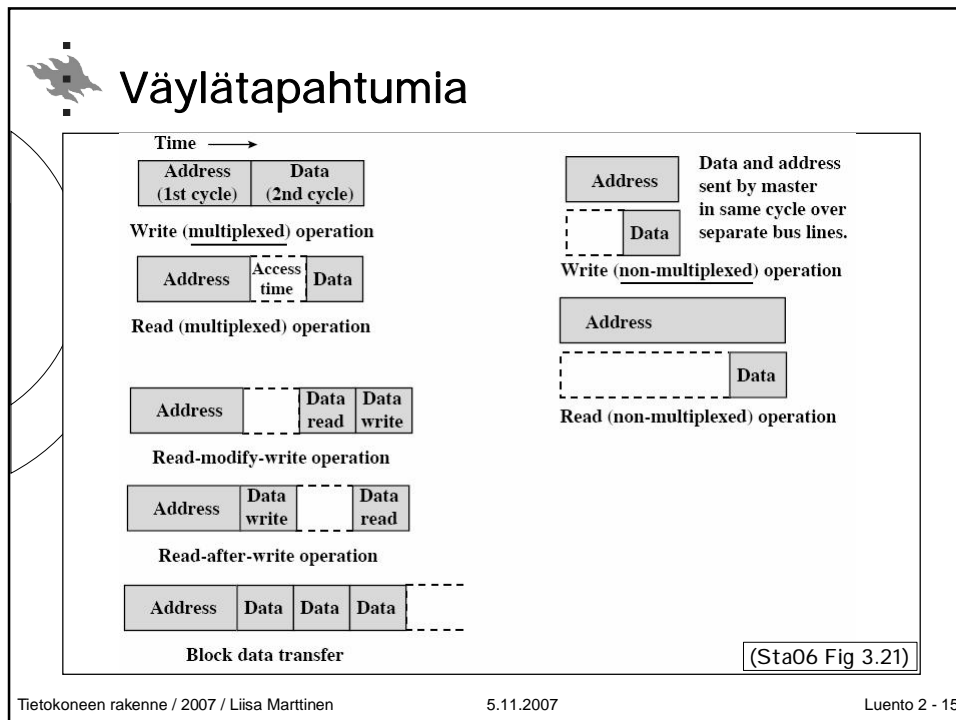 Väylätapahtumia
Time
Address
(1st cycle)
Data
(2nd cycle)
Write (multiplexed) operation
Address
Access
time
Data
Read (multiplexed) operation
Address
Data
read
Data
write
Read-modify-write operation
Address
Data
write
Data
read
Read-after-write operation
Address
Data
Data
Data
Block data transfer
Address
Data
Data and address
sent by master
in same cycle over
separate bus lines.
Write (non-multiplexed) operation
Address
Data
Read (non-multiplexed) operation
(Sta06 Fig 3.21)
Tietokoneen rakenne / 2007 / Liisa Marttinen
5.11.2007
Luento 2 - 15